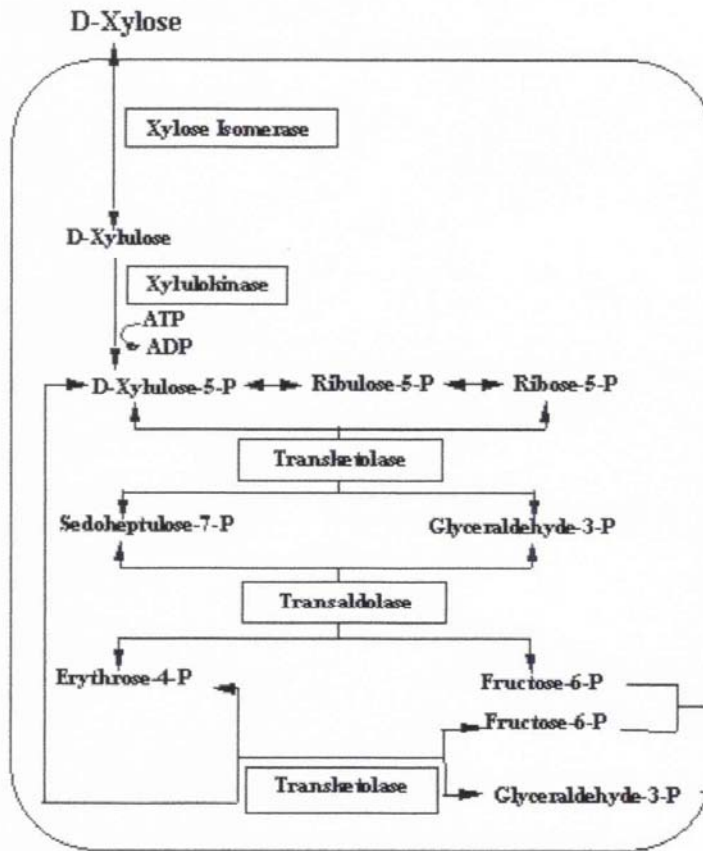 D-Xylose
Xylose Isomerase
D-Xylulose
Xylulokinase
ATP
ADP
D-Xylulose-5-P Ribulose-5-P Ribose-5-P
Transketolase
Sedoheptulose-7-P Glyceraldehyde-3-P
Transaldolase
Erythrose-4-P Fructose-6-P
Fructose-6-P
Transketolase Glyceraldehyde-3-P